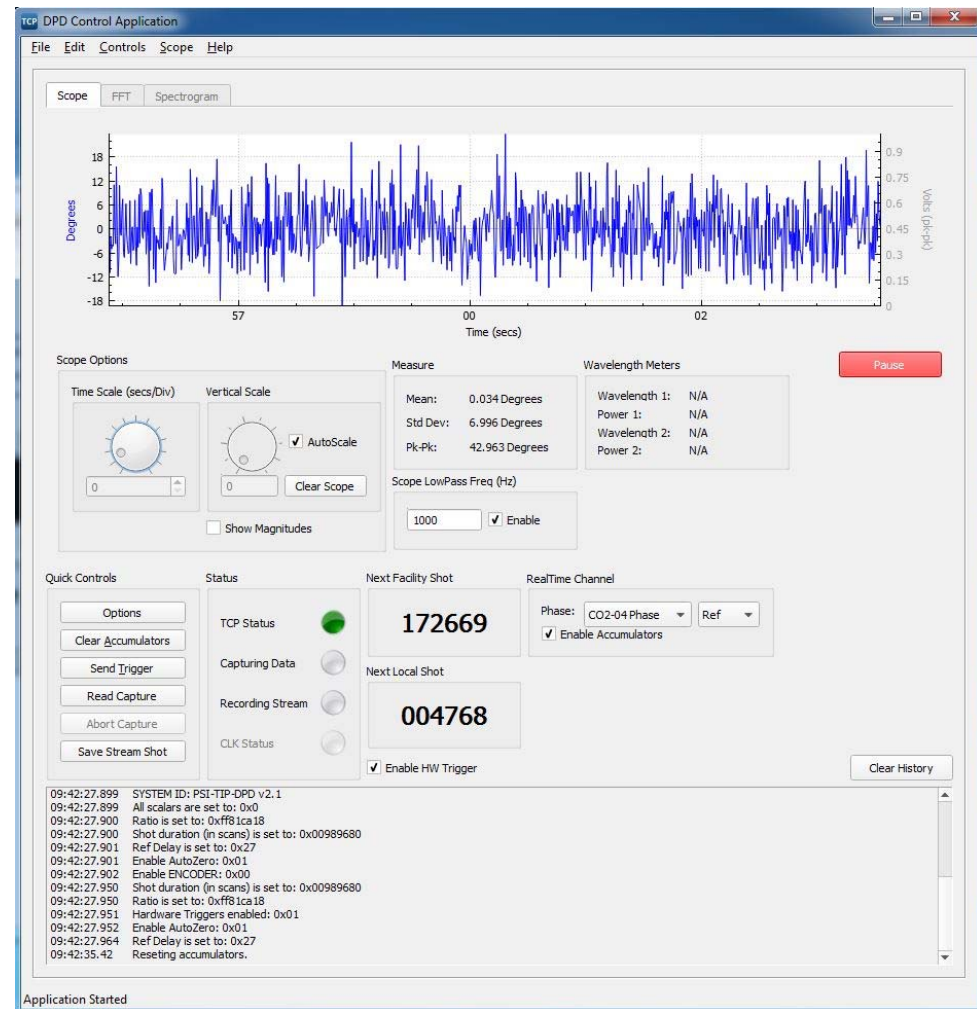 TCP DPD Control Application
File Edit Controls Scope Help
Scope FFT Spectrogram
18
12
6
0
-6
-12
-18
Degrees
0.9
0.75
0.6
0.45
0.3
0.15
0
Volts (pk-pk)
57 00 02
Time (secs)
Scope Options
Time Scale (secs/Div) Vertical Scale
AutoScale
0 0 Clear Scope
Show Magnitudes
Measure
Mean: 0.034 Degrees
Std Dev: 6.996 Degrees
Pk-Pk: 42.963 Degrees
Scope LowPass Freq (Hz)
1000 Enable
Wavelength Meters
Wavelength 1: N/A
Power 1: N/A
Wavelength 2: N/A
Power 2: N/A
Pause
Quick Controls
Options
Clear Accumulators
Send Trigger
Read Capture
Abort Capture
Save Stream Shot
Status
TCP Status
Capturing Data
Recording Stream
CLK Status
Next Facility Shot
172669
Next Local Shot
004768
Enable HW Trigger
RealTime Channel
Phase: CO2-04 Phase Ref
Enable Accumulators
Clear History
09:42:27.899 SYSTEM ID: PSI-TIP-DPD v2.1
09:42:27.899 All scalars are set to: 0x0
09:42:27.900 Ratio is set to: 0xff81ca18
09:42:27.900 Shot duration (in scans) is set to: 0x00989680
09:42:27.901 Ref Delay is set to: 0x27
09:42:27.901 Enable AutoZero: 0x01
09:42:27.902 Enable ENCODER: 0x00
09:42:27.950 Shot duration (in scans) is set to: 0x00989680
09:42:27.950 Ratio is set to: 0xff81ca18
09:42:27.951 Hardware Triggers enabled: 0x01
09:42:27.952 Enable AutoZero: 0x01
09:42:27.964 Ref Delay is set to: 0x27
09:42:35.42 Reseting accumulators.
Application Started